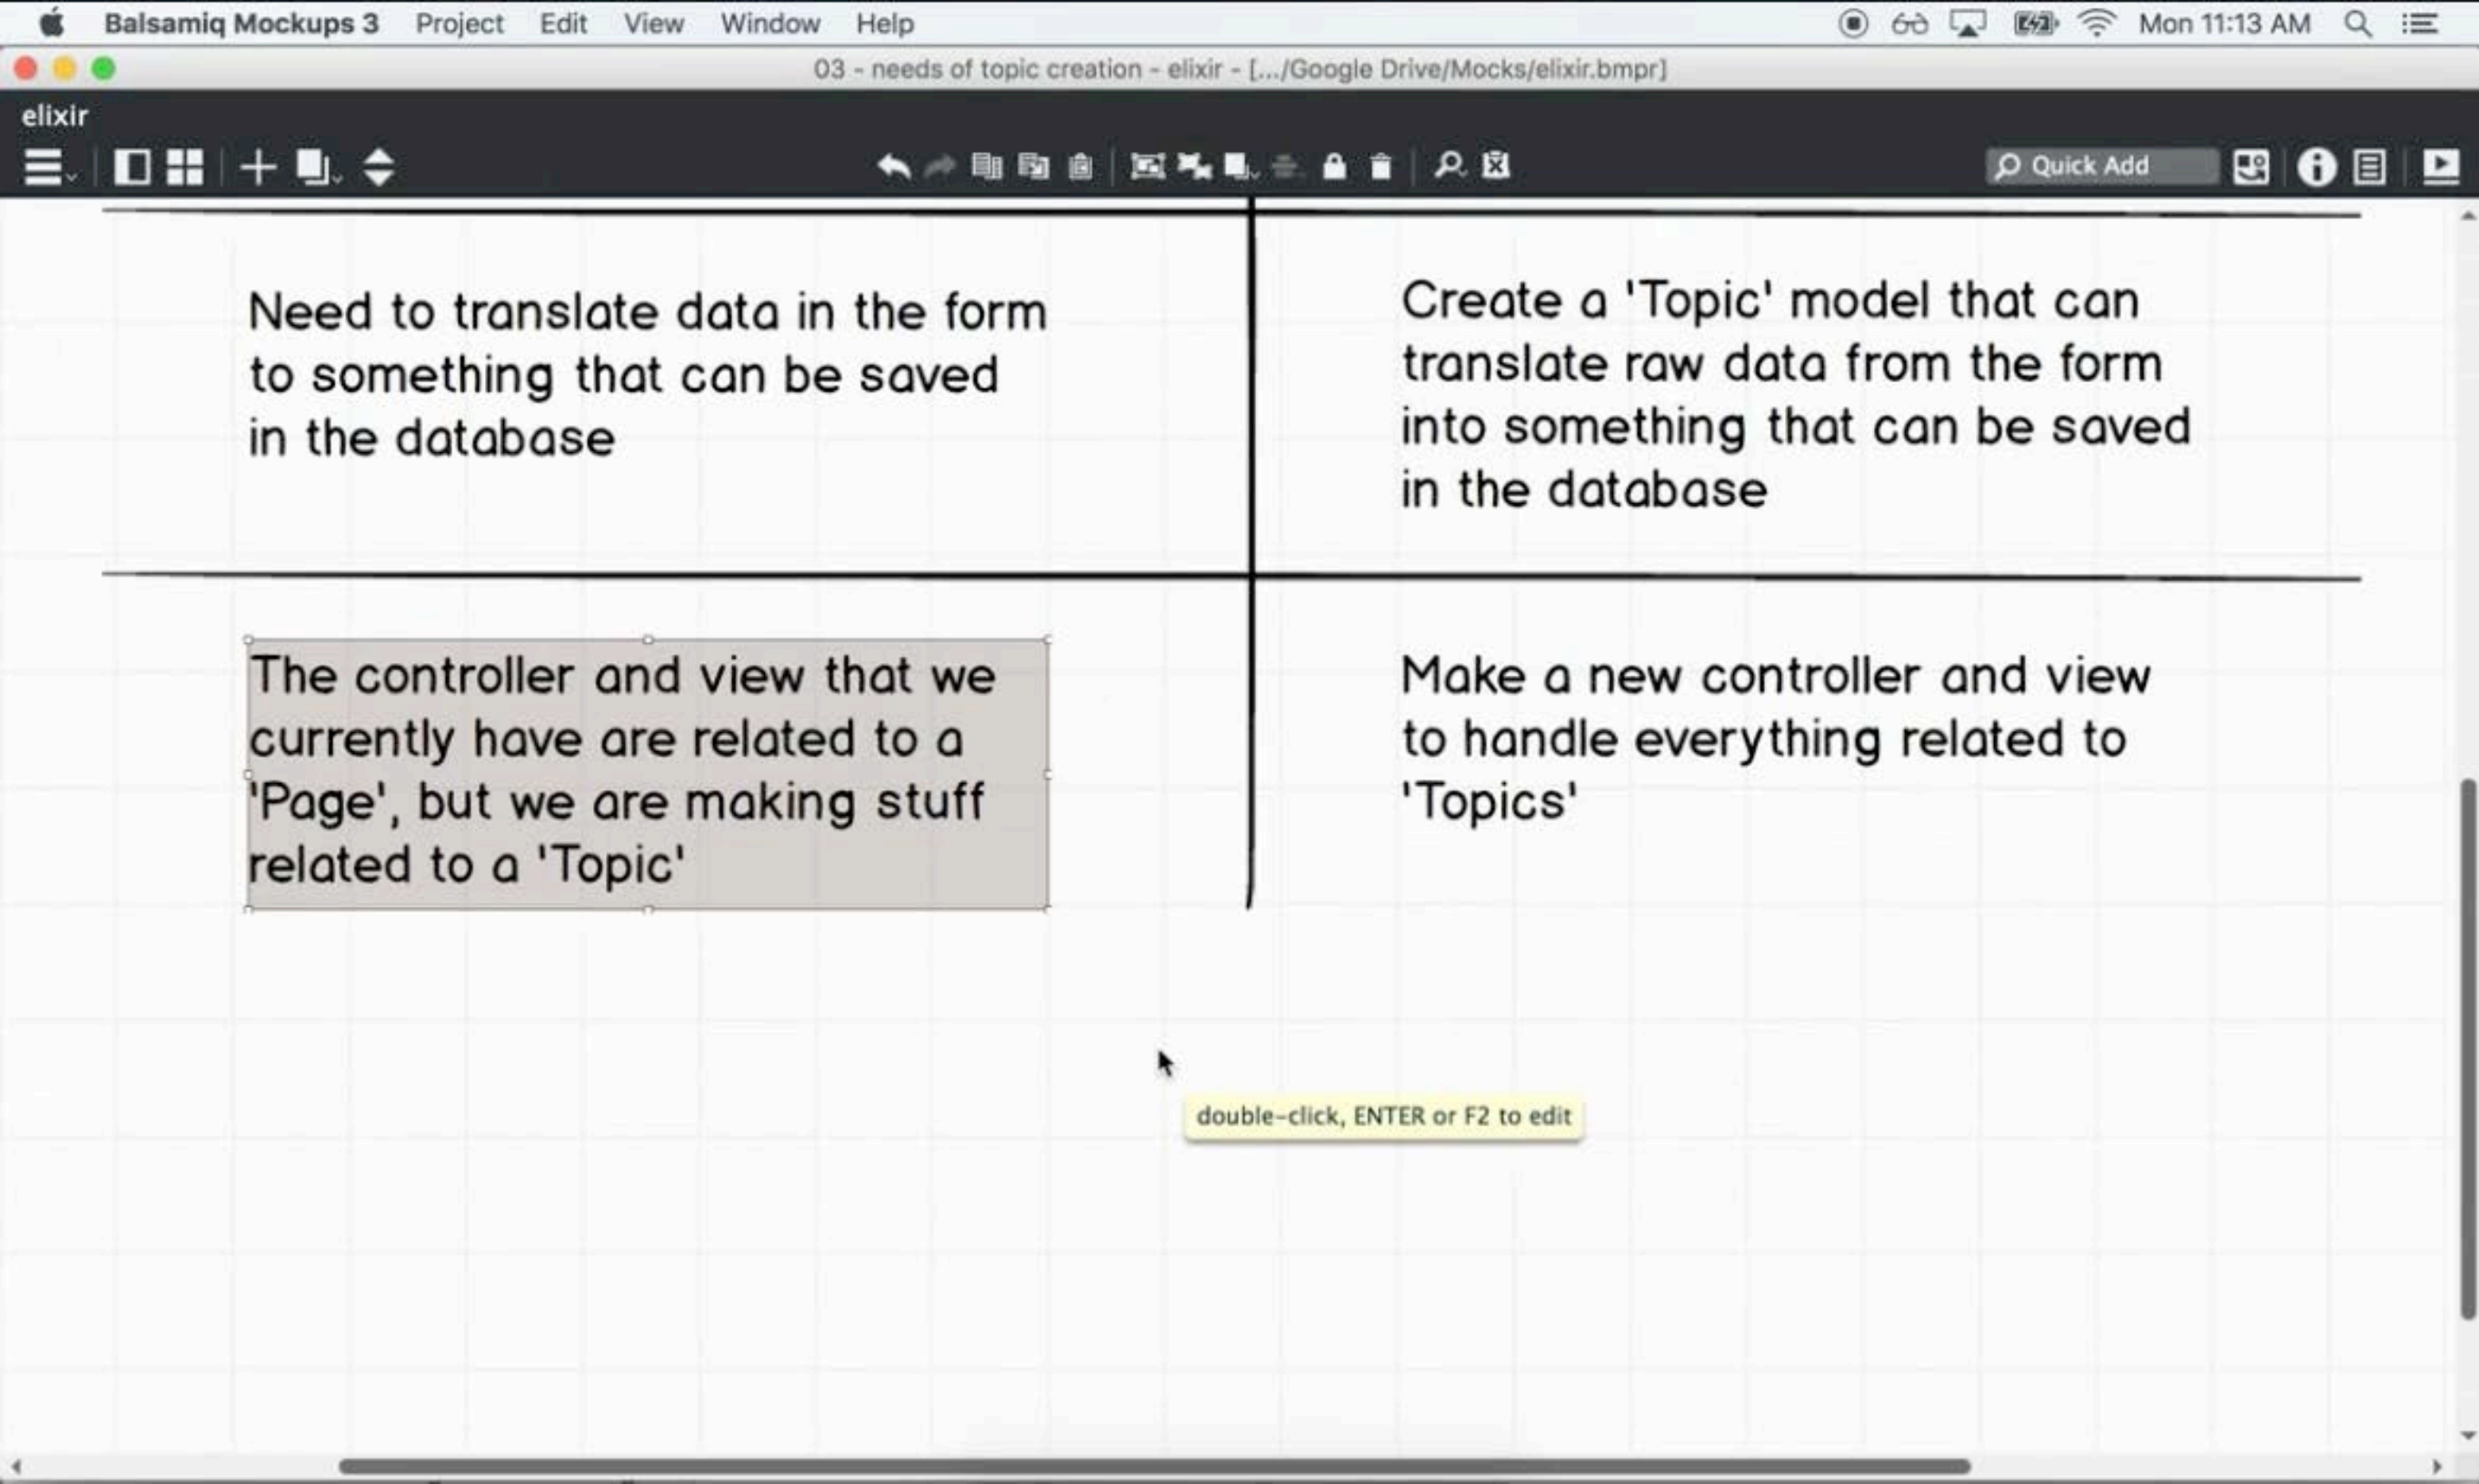 Balsamiq Mockups 3 Project Edit View Window Help Mon 11:13 AM
03 - needs of topic creation - elixir - [.../Google Drive/Mocks/elixir.bmpr]
elixir
Quick Add
Need to translate data in the form
to something that can be saved
in the database
Create a 'Topic' model that can
translate raw data from the form
into something that can be saved
in the database
The controller and view that we
currently have are related to a
'Page', but we are making stuff
related to a 'Topic'
Make a new controller and view
to handle everything related to
'Topics'
double-click, ENTER or F2 to edit